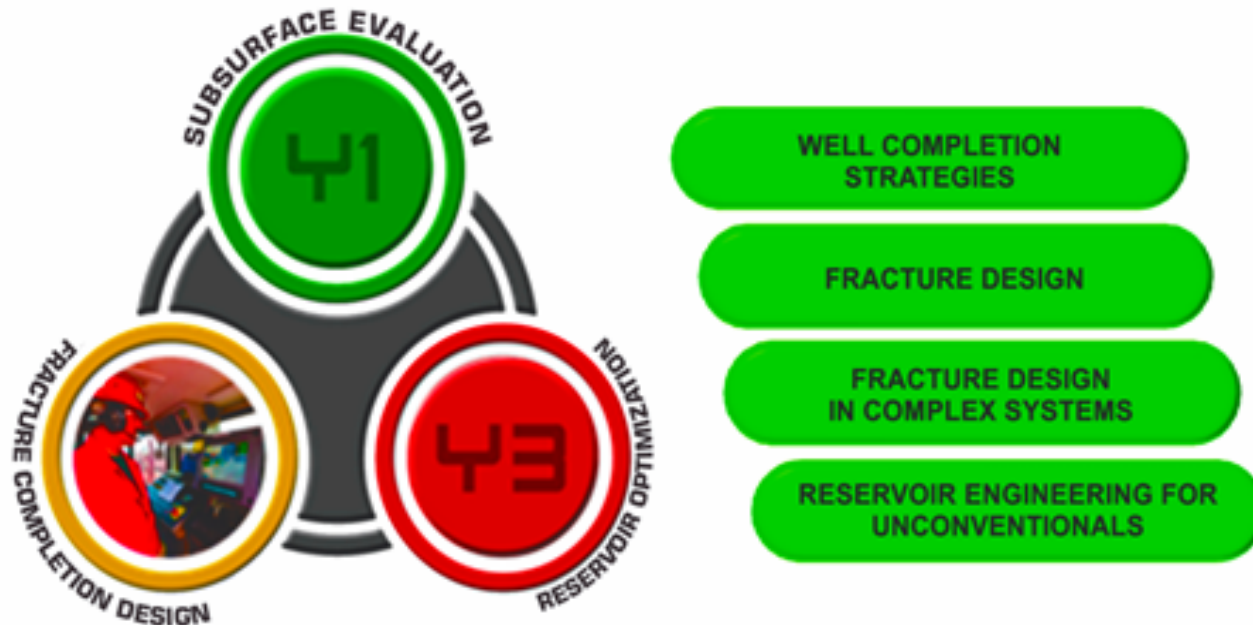 SUBSURFACE EVALUATION
Y1
FRACTURE COMPLETION DESIGN
Y3
RESERVOIR OPTIMIZATION
WELL COMPLETION
STRATEGIES
FRACTURE DESIGN
FRACTURE DESIGN
IN COMPLEX SYSTEMS
RESERVOIR ENGINEERING FOR
UNCONVENTIONALS